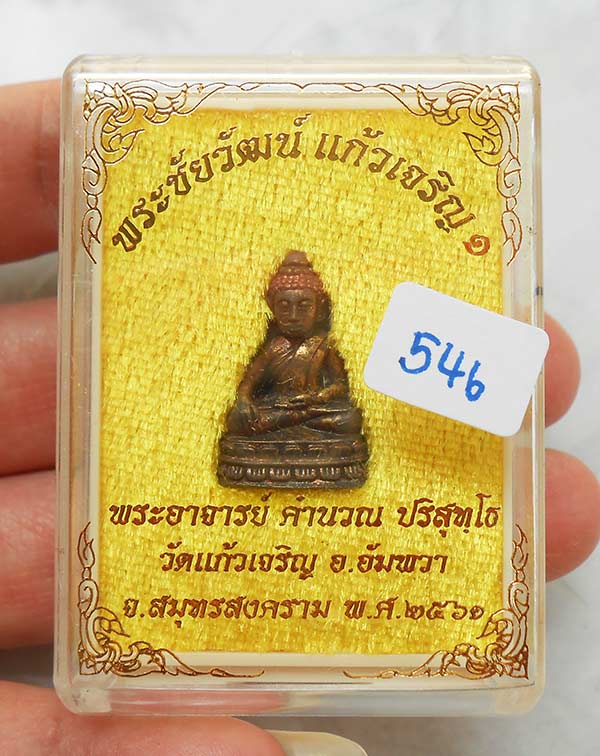 พระชัยวัฒน์ แก้วเจริญ ๑
546
พระอาจารย์ คำนวณ ปริสุทฺโธ
วัดแก้วเจริญ อ.อัมพวา
จ.สมุทรสงคราม พ.ศ.๒๕๖๑